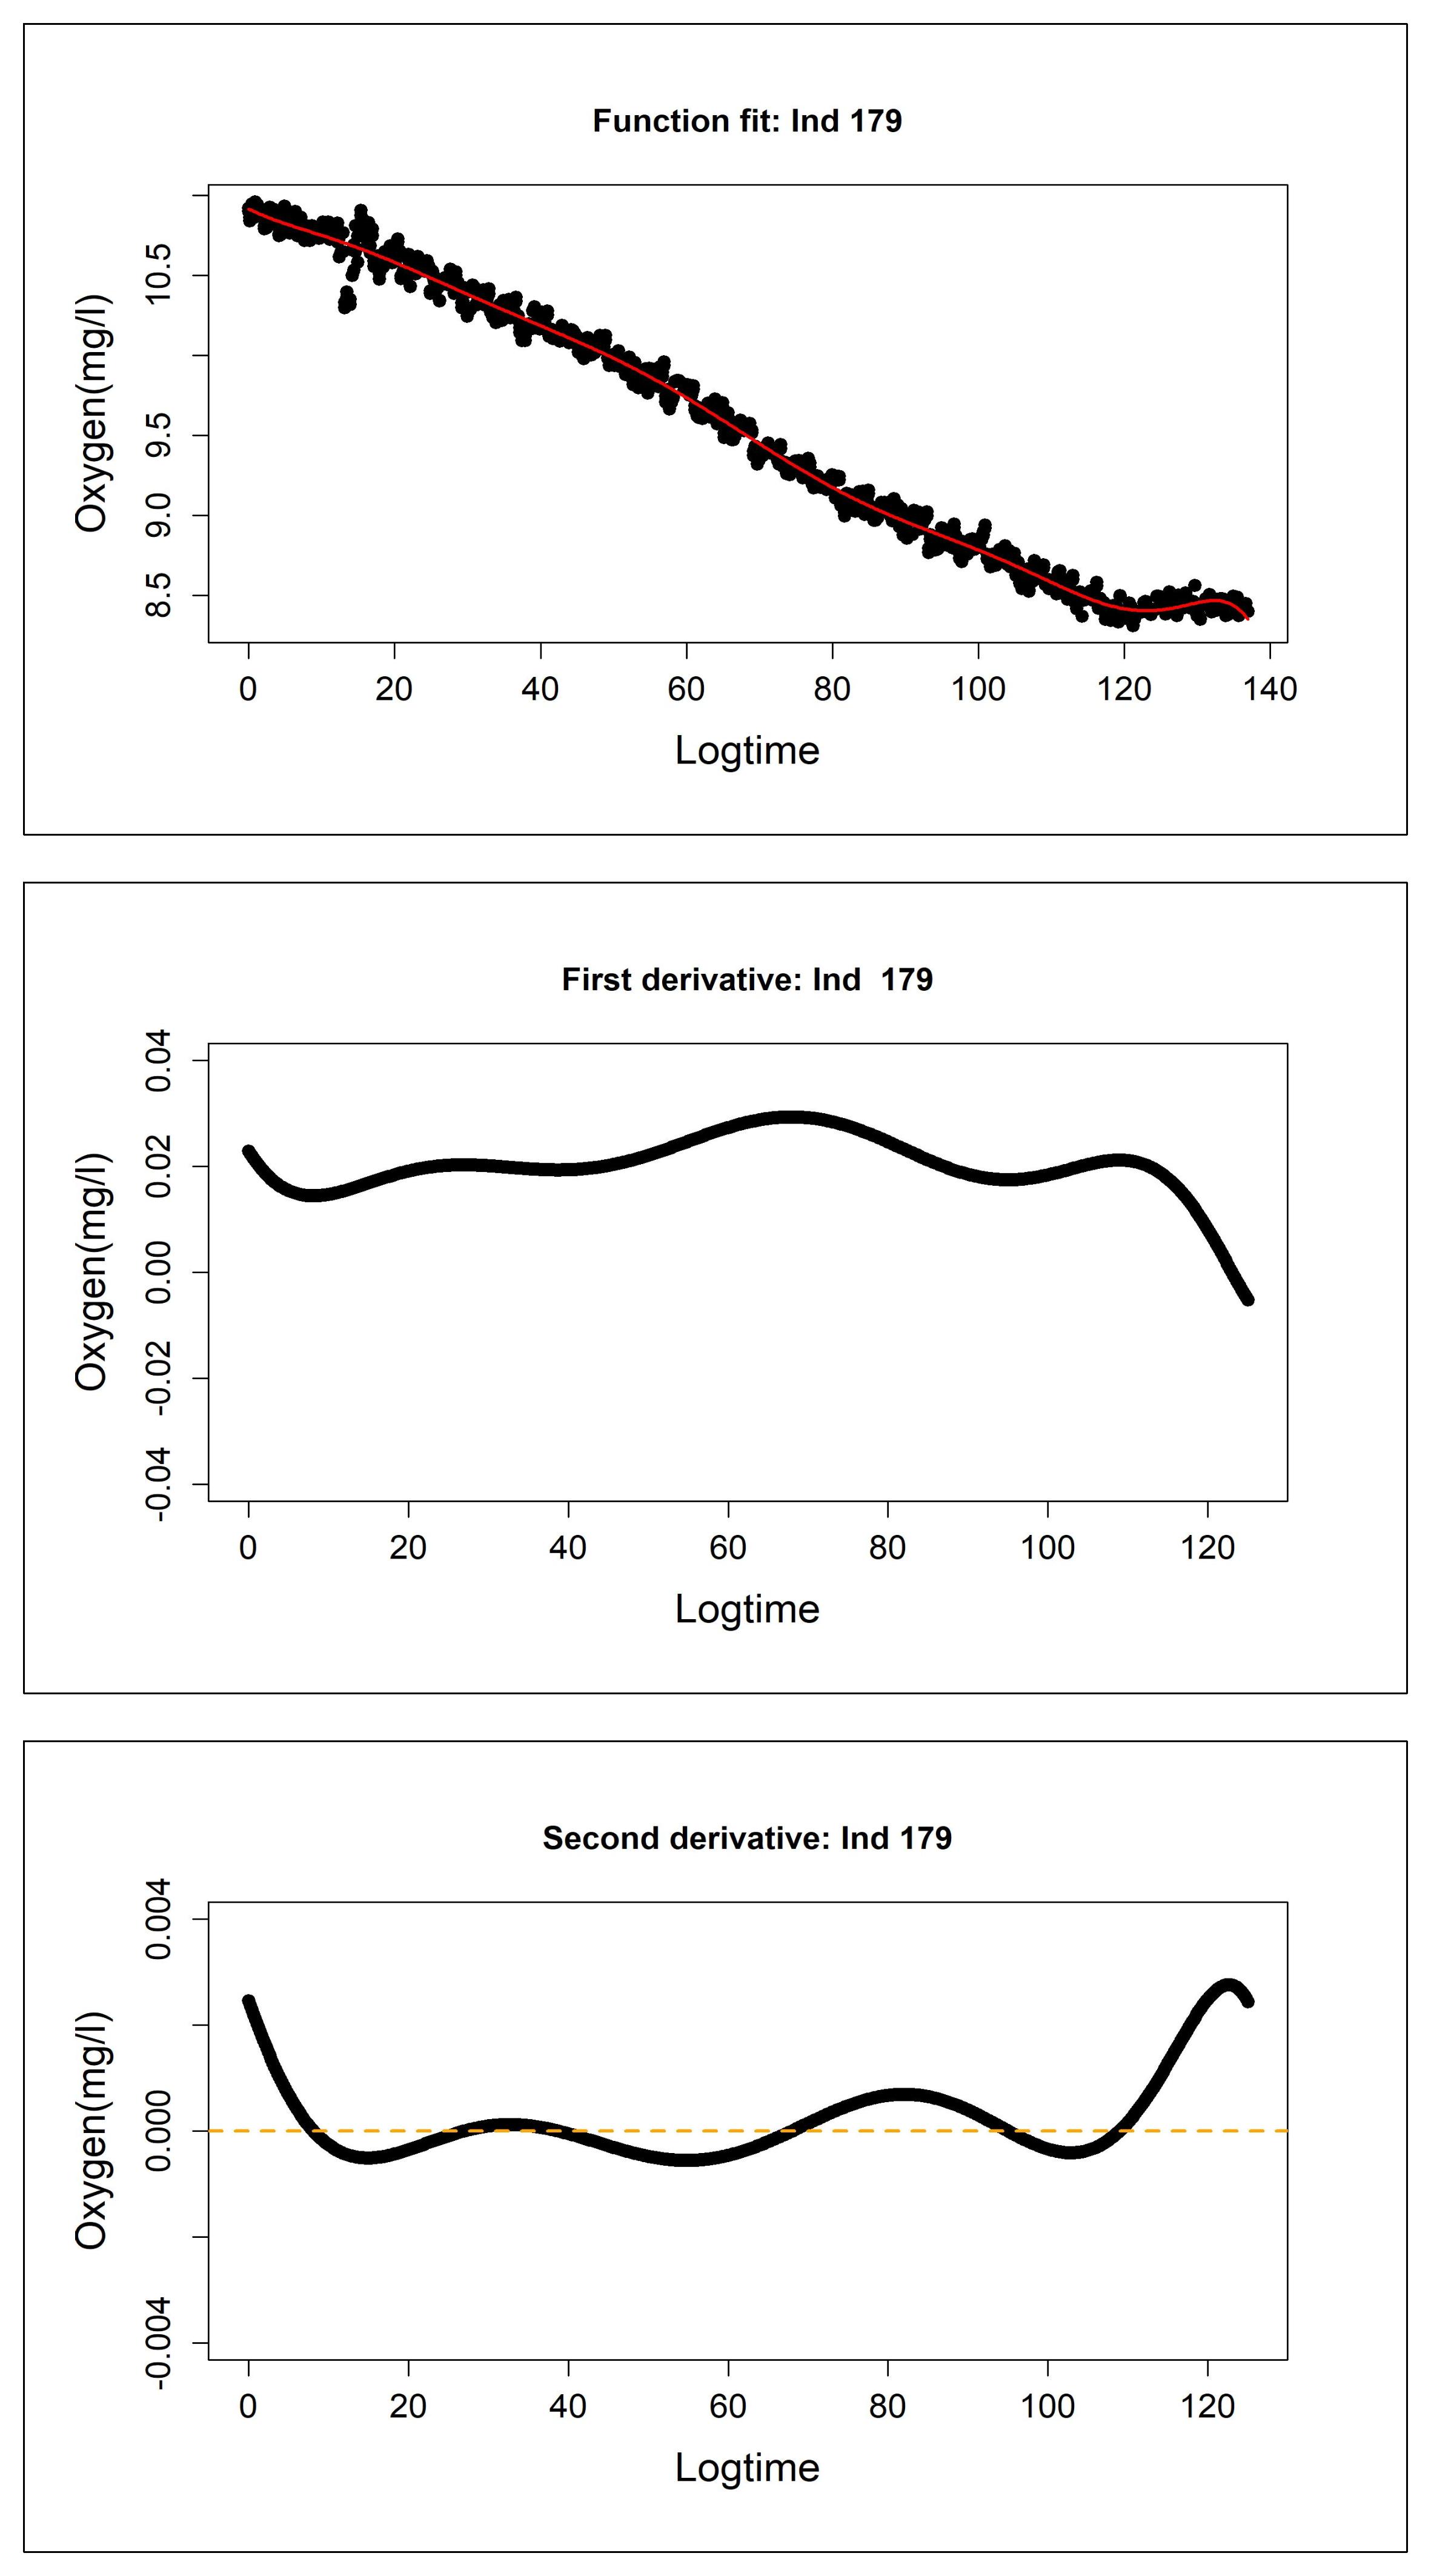 Function fit: Ind 179
Oxygen(mg/l)
10.5
9.5
9.0
8.5
0 20 40 60 80 100 120 140
Logtime
First derivative: Ind  179
Oxygen(mg/l)
0.04
0.02
0.00
-0.02
-0.04
0 20 40 60 80 100 120
Logtime
Second derivative: Ind 179
Oxygen(mg/l)
0.004
0.000
-0.004
0 20 40 60 80 100 120
Logtime